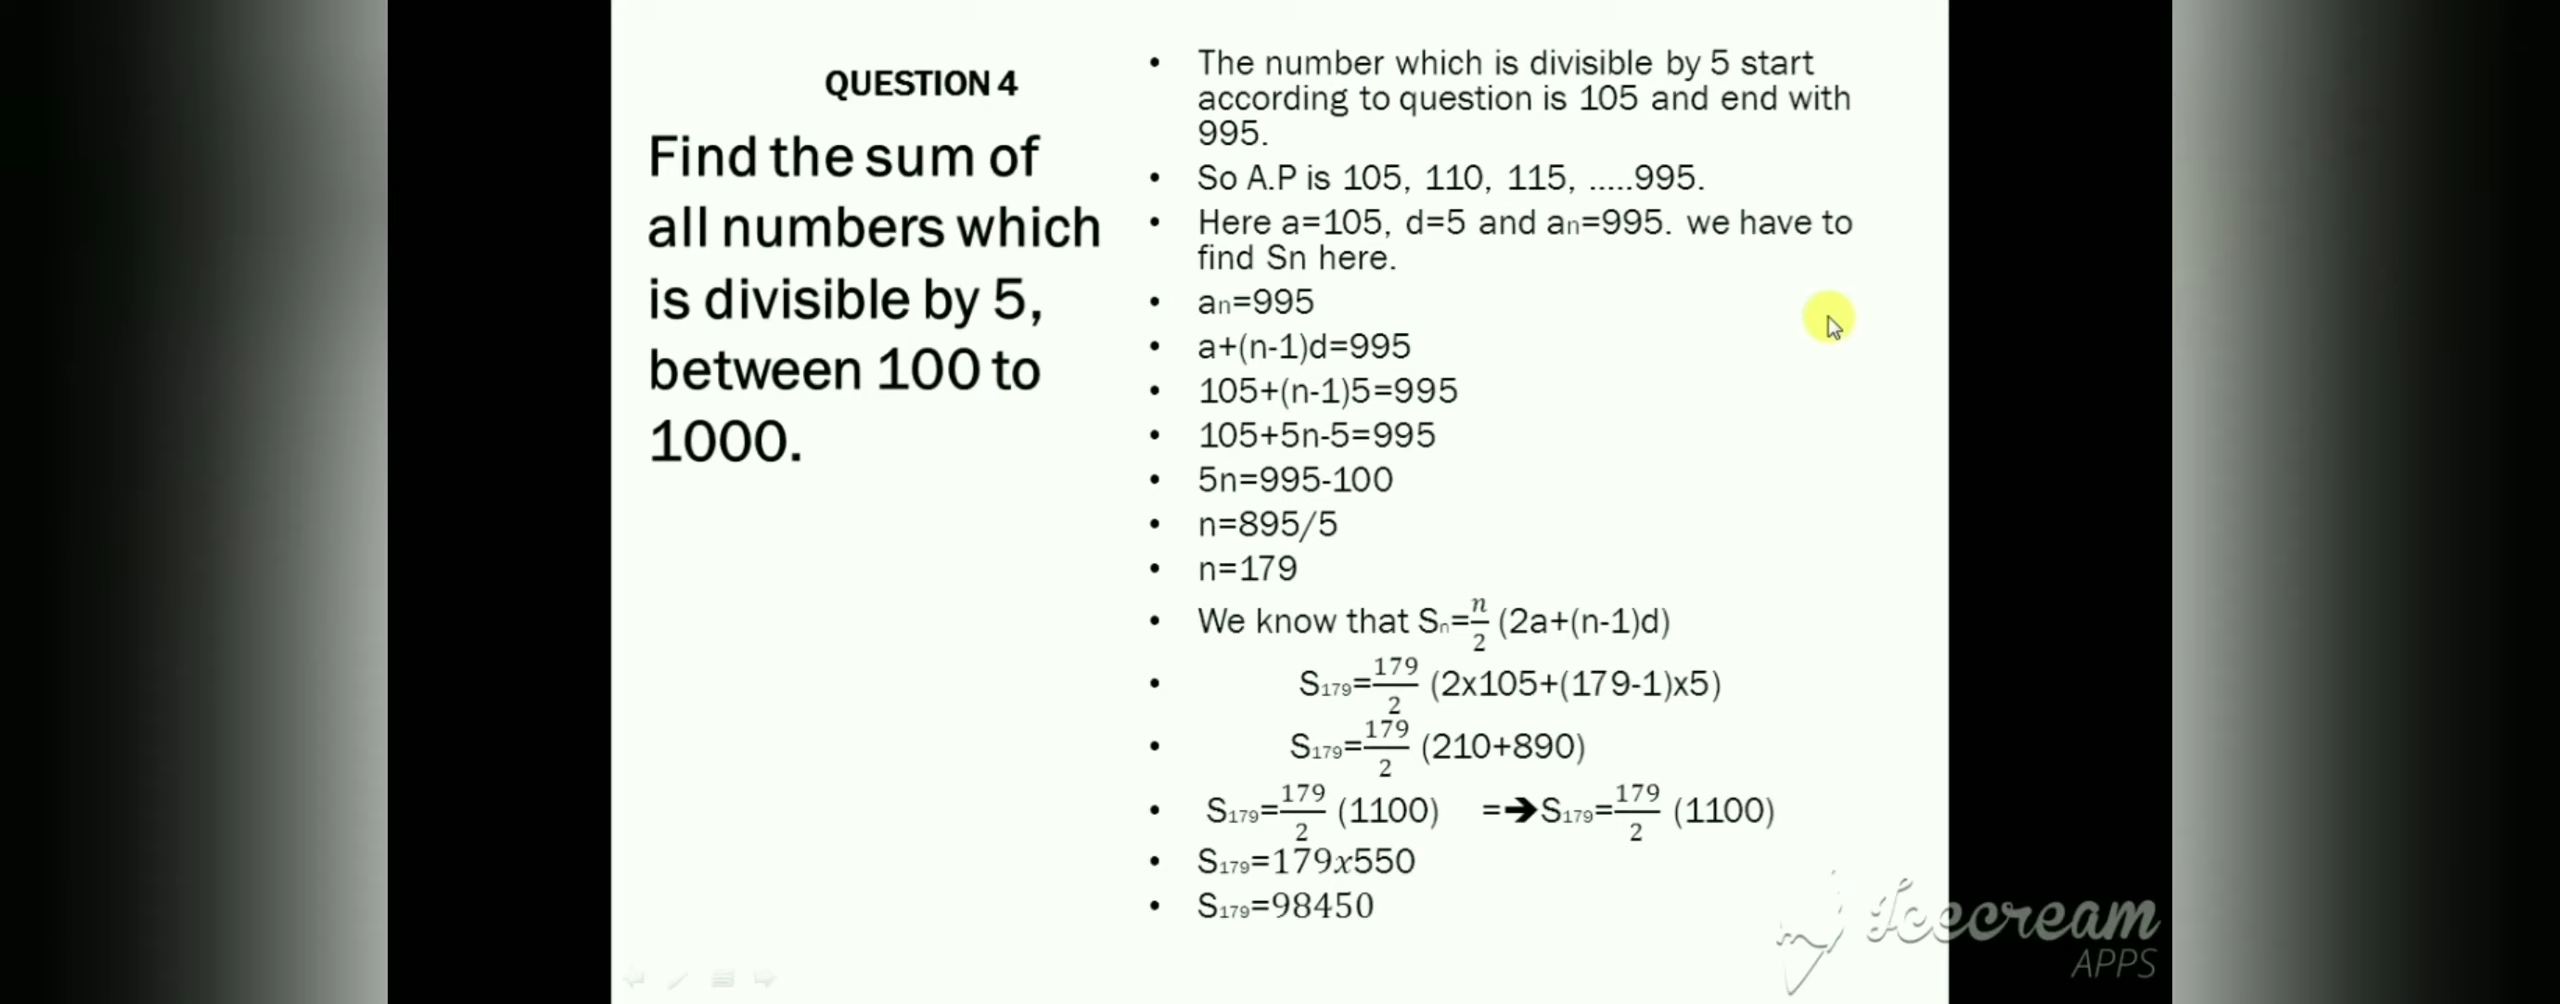 QUESTION 4
Find the sum of
all numbers which
is divisible by 5,
between 100 to
1000.
• The number which is divisible by 5 start
according to question is 105 and end with
995.
• So A.P is 105, 110, 115, .....995.
• Here a=105, d=5 and an=995. we have to
find Sn here.
• an=995
• a+(n-1)d=995
• 105+(n-1)5=995
• 105+5n-5=995
• 5n=995-100
• n=895/5
• n=179
• We know that Sₙ=n/2 (2a+(n-1)d)
• S₁₇₉=179/2 (2x105+(179-1)x5)
• S₁₇₉=179/2 (210+890)
• S₁₇₉=179/2 (1100) =➔S₁₇₉=179/2 (1100)
• S₁₇₉=179x550
• S₁₇₉=98450
Icecream
APPS